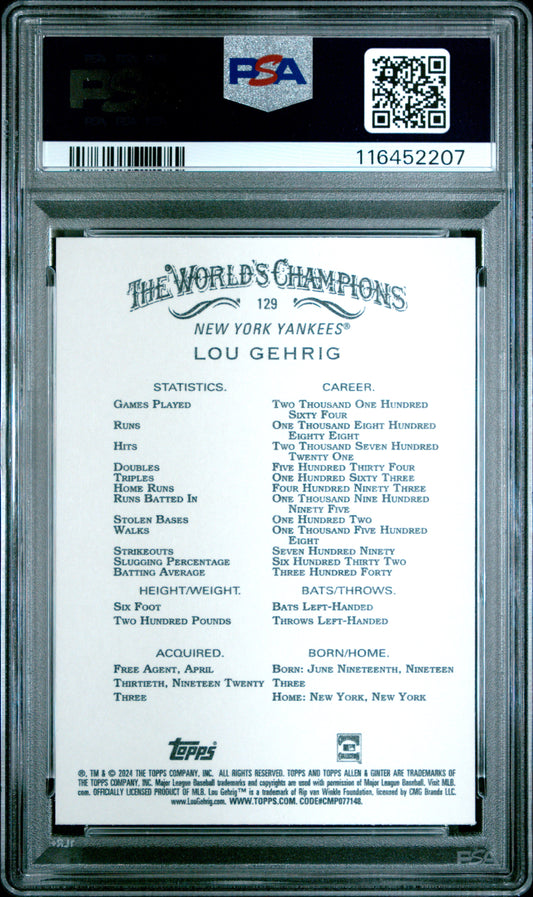 PSA
116452207
THE WORLD'S CHAMPIONS
129
NEW YORK YANKEES®
LOU GEHRIG
STATISTICS. CAREER.
GAMES PLAYED TWO THOUSAND ONE HUNDRED
SIXTY FOUR
RUNS ONE THOUSAND EIGHT HUNDRED
EIGHTY EIGHT
HITS TWO THOUSAND SEVEN HUNDRED
TWENTY ONE
DOUBLES FIVE HUNDRED THIRTY FOUR
TRIPLES ONE HUNDRED SIXTY THREE
HOME RUNS FOUR HUNDRED NINETY THREE
RUNS BATTED IN ONE THOUSAND NINE HUNDRED
NINETY FIVE
STOLEN BASES ONE HUNDRED TWO
WALKS ONE THOUSAND FIVE HUNDRED
EIGHT
STRIKEOUTS SEVEN HUNDRED NINETY
SLUGGING PERCENTAGE SIX HUNDRED THIRTY TWO
BATTING AVERAGE THREE HUNDRED FORTY
HEIGHT/WEIGHT. BATS/THROWS.
SIX FOOT BATS LEFT-HANDED
TWO HUNDRED POUNDS THROWS LEFT-HANDED
ACQUIRED. BORN/HOME.
FREE AGENT, APRIL BORN: JUNE NINETEENTH, NINETEEN
THIRTIETH, NINETEEN TWENTY THREE
THREE HOME: NEW YORK, NEW YORK
Topps
®, TM & © 2024 THE TOPPS COMPANY, INC. ALL RIGHTS RESERVED. TOPPS AND TOPPS ALLEN & GINTER ARE TRADEMARKS OF
THE TOPPS COMPANY, INC. Major League Baseball trademarks and copyrights are used with permission of Major League Baseball. Visit MLB.
com. OFFICIALLY LICENSED PRODUCT OF MLB. Lou Gehrig™ is a trademark of Rip van Winkle Foundation, licensed by CMG Brands LLC.
www.LouGehrig.com. WWW.TOPPS.COM. CODE#CMP077148.
PSA